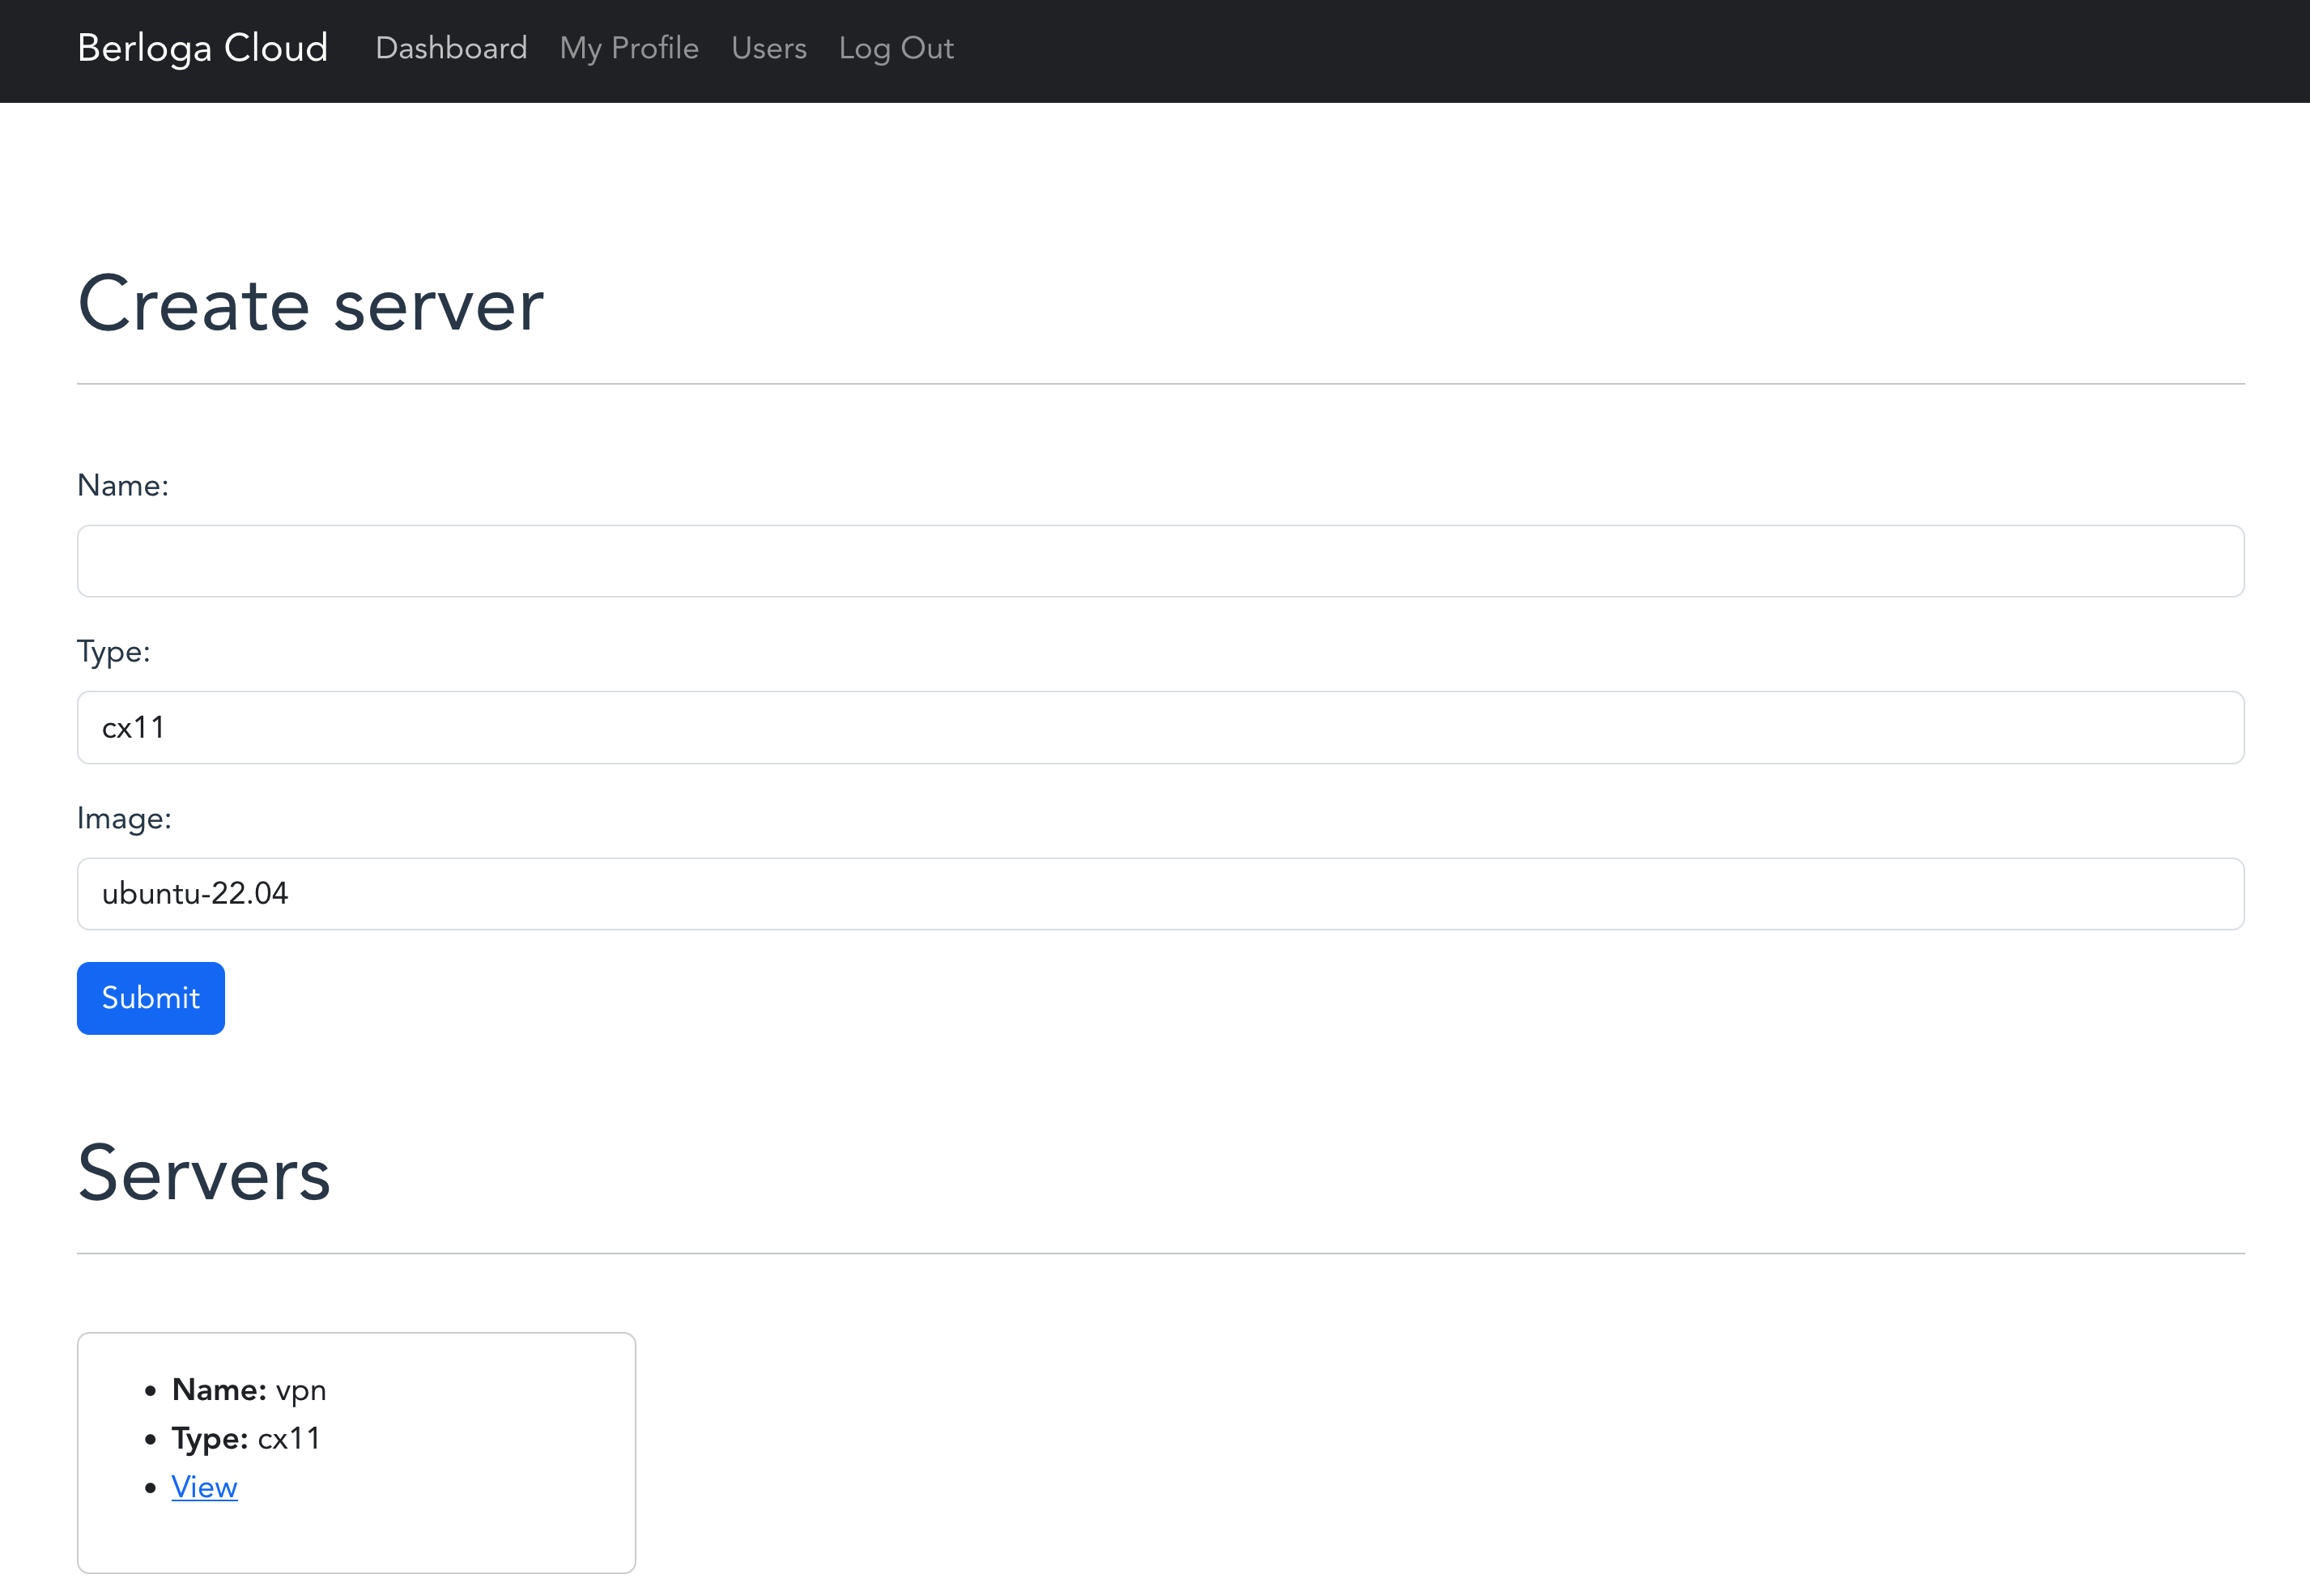 Berloga Cloud Dashboard My Profile Users Log Out
Create server
Name:
Type:
cx11
Image:
ubuntu-22.04
Submit
Servers
Name: vpn
Type: cx11
View